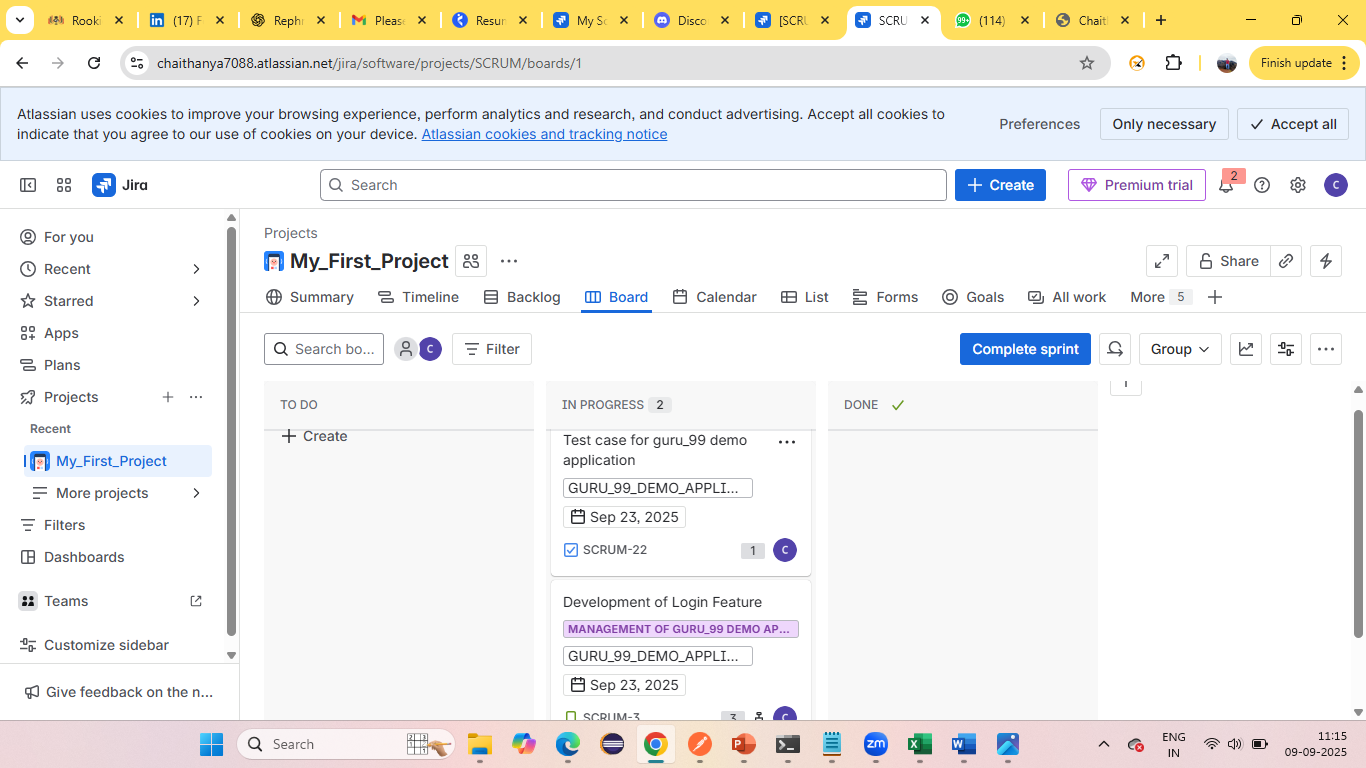 Rooki
(17) F
Rephr
Please
Resun
My Sc
Disco
[SCRU
SCRU
99+
(114)
Chaith
chaithanya7088.atlassian.net/jira/software/projects/SCRUM/boards/1
Finish update
Atlassian uses cookies to improve your browsing experience, perform analytics and research, and conduct advertising. Accept all cookies to
indicate that you agree to our use of cookies on your device. Atlassian cookies and tracking notice
Preferences
Only necessary
Accept all
Jira
Search
Create
Premium trial
2
C
For you
Recent
Starred
Apps
Plans
Projects
Recent
My_First_Project
More projects
Filters
Dashboards
Teams
Customize sidebar
Give feedback on the n...
Projects
My_First_Project
Share
Summary
Timeline
Backlog
Board
Calendar
List
Forms
Goals
All work
More 5
Search bo...
C
Filter
Complete sprint
Group
TO DO
Create
IN PROGRESS 2
Test case for guru_99 demo
application
GURU_99_DEMO_APPLI...
Sep 23, 2025
SCRUM-22
1
C
Development of Login Feature
MANAGEMENT OF GURU_99 DEMO AP...
GURU_99_DEMO_APPLI...
Sep 23, 2025
SCRUM-3
3
C
DONE
Search
zm
ENG
IN
11:15
09-09-2025